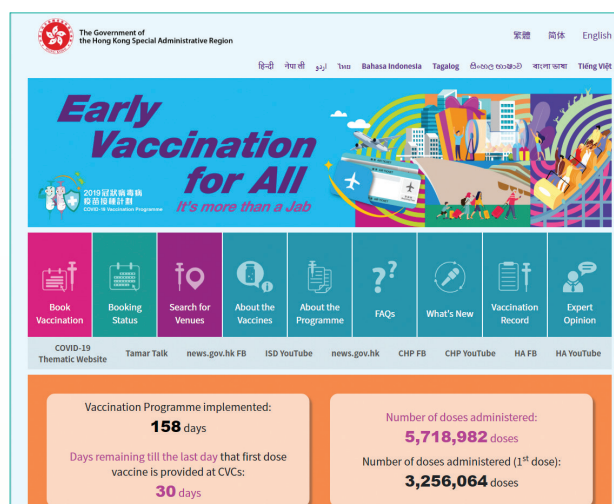 The Government of
the Hong Kong Special Administrative Region
繁體 简体 English
हिन्दी नेपाली اردو ไทย Bahasa Indonesia Tagalog සිංහල භාෂාව বাংলা ভাষা Tiếng Việt
Early
Vaccination
for All
It's more than a Jab
2019冠狀病毒病
疫苗接種計劃
COVID-19 Vaccination Programme
Book
Vaccination
Booking
Status
Search for
Venues
About the
Vaccines
About the
Programme
FAQs
What's New
Vaccination
Record
Expert
Opinion
COVID-19
Thematic Website
Tamar Talk
news.gov.hk FB
ISD YouTube
news.gov.hk
CHP FB
CHP YouTube
HA FB
HA YouTube
Vaccination Programme implemented:
158 days
Days remaining till the last day that first dose
vaccine is provided at CVCs:
30 days
Number of doses administered:
5,718,982 doses
Number of doses administered (1st dose):
3,256,064 doses